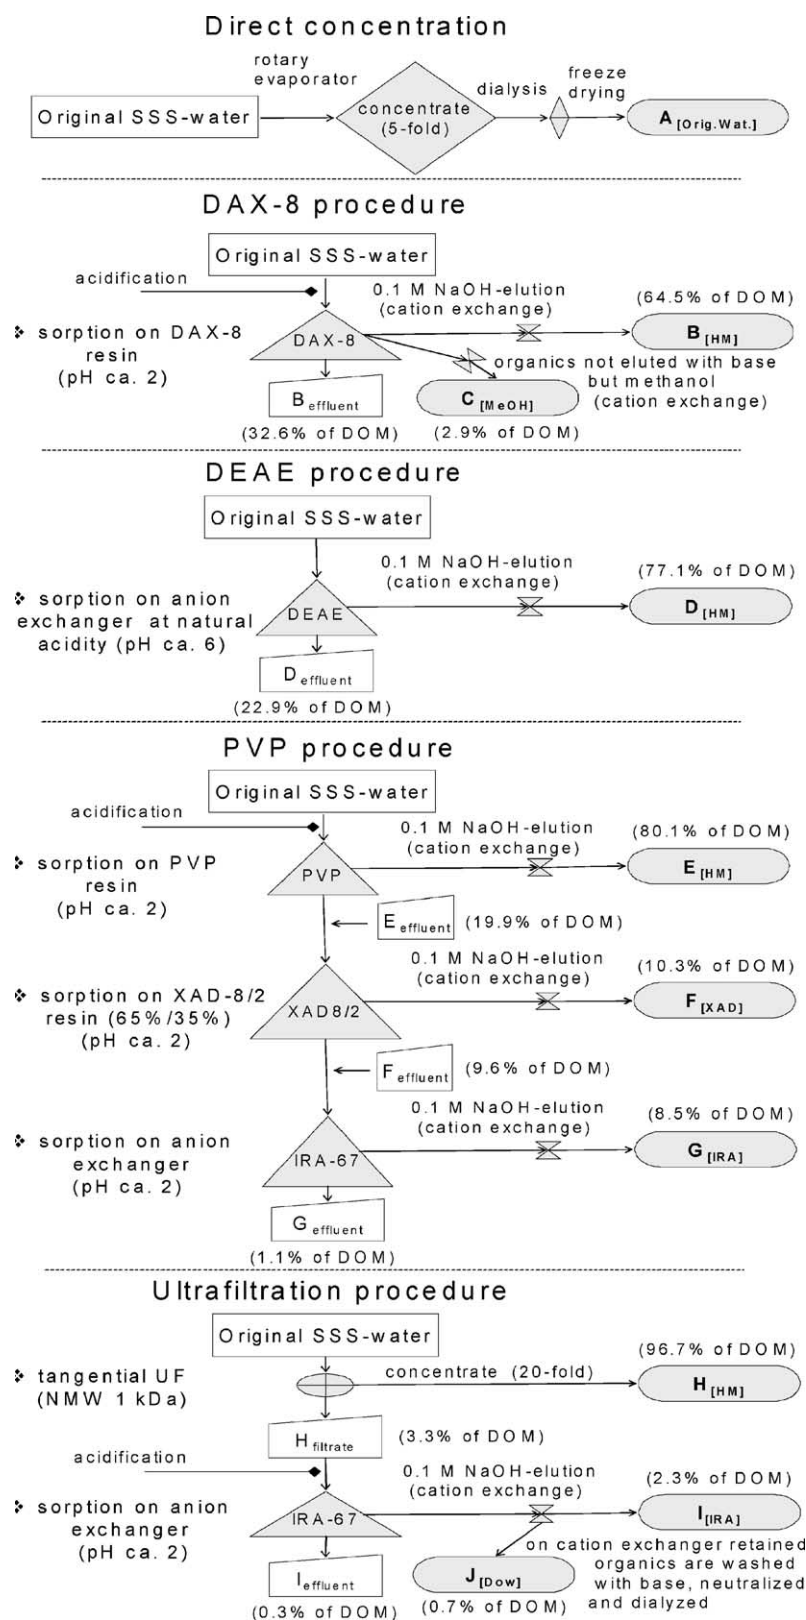 Direct concentration
rotary
evaporator
dialysis
freeze
drying
Original SSS-water
concentrate
(5-fold)
A [Orig.Wat.]
DAX-8 procedure
Original SSS-water
acidification
0.1 M NaOH-elution
(cation exchange)
(64.5% of DOM)
❖ sorption on DAX-8
resin
(pH ca. 2)
DAX-8
B [HM]
organics not eluted with base
but methanol
(cation exchange)
B effluent
C [MeOH]
(32.6% of DOM)
(2.9% of DOM)
DEAE procedure
Original SSS-water
0.1 M NaOH-elution
(cation exchange)
(77.1% of DOM)
❖ sorption on anion
exchanger at natural
acidity (pH ca. 6)
DEAE
D [HM]
D effluent
(22.9% of DOM)
PVP procedure
Original SSS-water
acidification
0.1 M NaOH-elution
(cation exchange)
(80.1% of DOM)
❖ sorption on PVP
resin
(pH ca. 2)
PVP
E [HM]
E effluent
(19.9% of DOM)
0.1 M NaOH-elution
(cation exchange)
(10.3% of DOM)
❖ sorption on XAD-8/2
resin (65%/35%)
(pH ca. 2)
XAD8/2
F [XAD]
F effluent
(9.6% of DOM)
0.1 M NaOH-elution
(cation exchange)
(8.5% of DOM)
❖ sorption on anion
exchanger
(pH ca. 2)
IRA-67
G [IRA]
G effluent
(1.1% of DOM)
Ultrafiltration procedure
Original SSS-water
(96.7% of DOM)
❖ tangential UF
(NMW 1 kDa)
concentrate (20-fold)
H [HM]
H filtrate
(3.3% of DOM)
acidification
0.1 M NaOH-elution
(cation exchange)
(2.3% of DOM)
❖ sorption on anion
exchanger
(pH ca. 2)
IRA-67
I [IRA]
on cation exchanger retained
organics are washed
with base, neutralized
and dialyzed
I effluent
J [Dow]
(0.3% of DOM)
(0.7% of DOM)